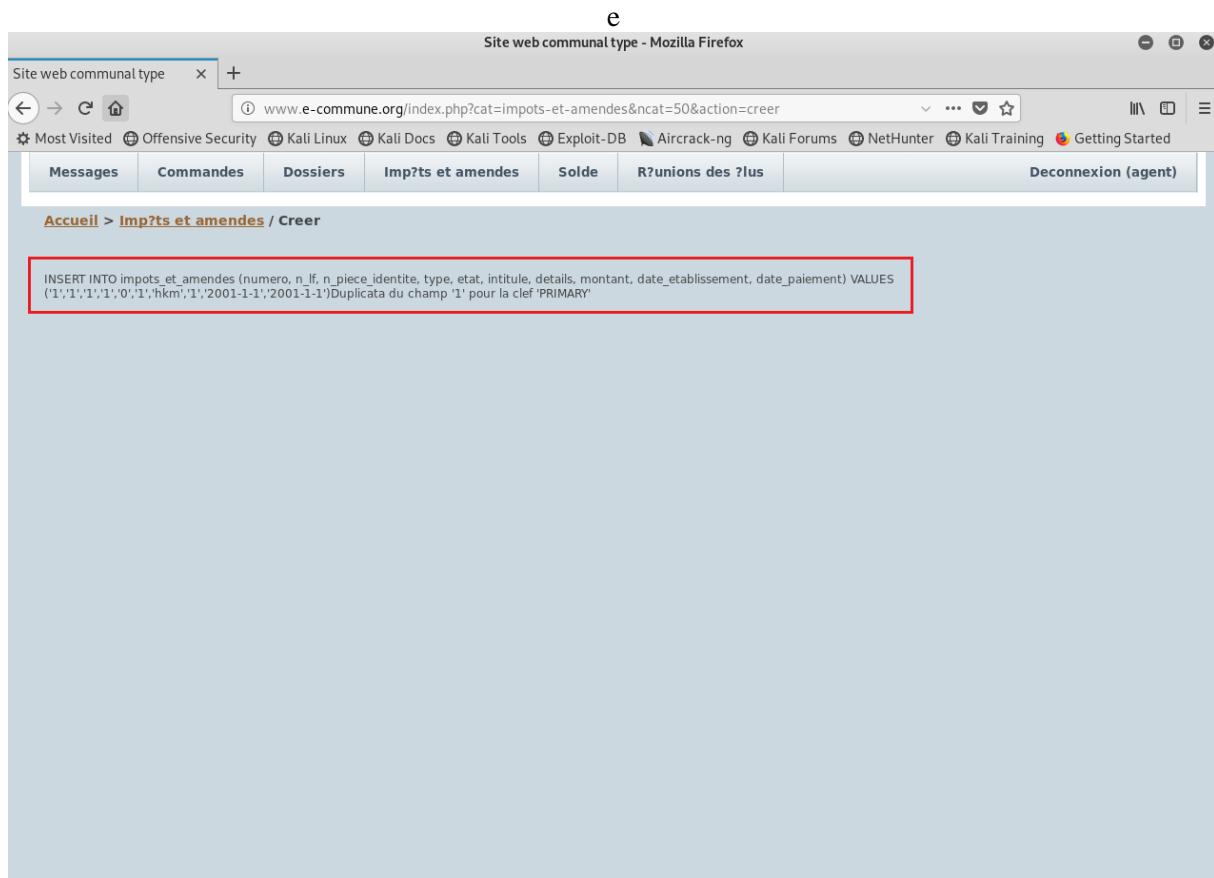 e
Site web communal type - Mozilla Firefox
Site web communal type × +
www.e-commune.org/index.php?cat=impots-et-amendes&ncat=50&action=creer
Most Visited Offensive Security Kali Linux Kali Docs Kali Tools Exploit-DB Aircrack-ng Kali Forums NetHunter Kali Training Getting Started
Messages Commandes Dossiers Imp?ts et amendes Solde R?unions des ?lus Deconnexion (agent)
Accueil > Imp?ts et amendes / Creer
INSERT INTO impots_et_amendes (numero, n_lf, n_piece_identite, type, etat, intitule, details, montant, date_etablissement, date_paiement) VALUES
('1','1','1','1','0','1','hkm','1','2001-1-1','2001-1-1')Duplicata du champ '1' pour la clef 'PRIMARY'